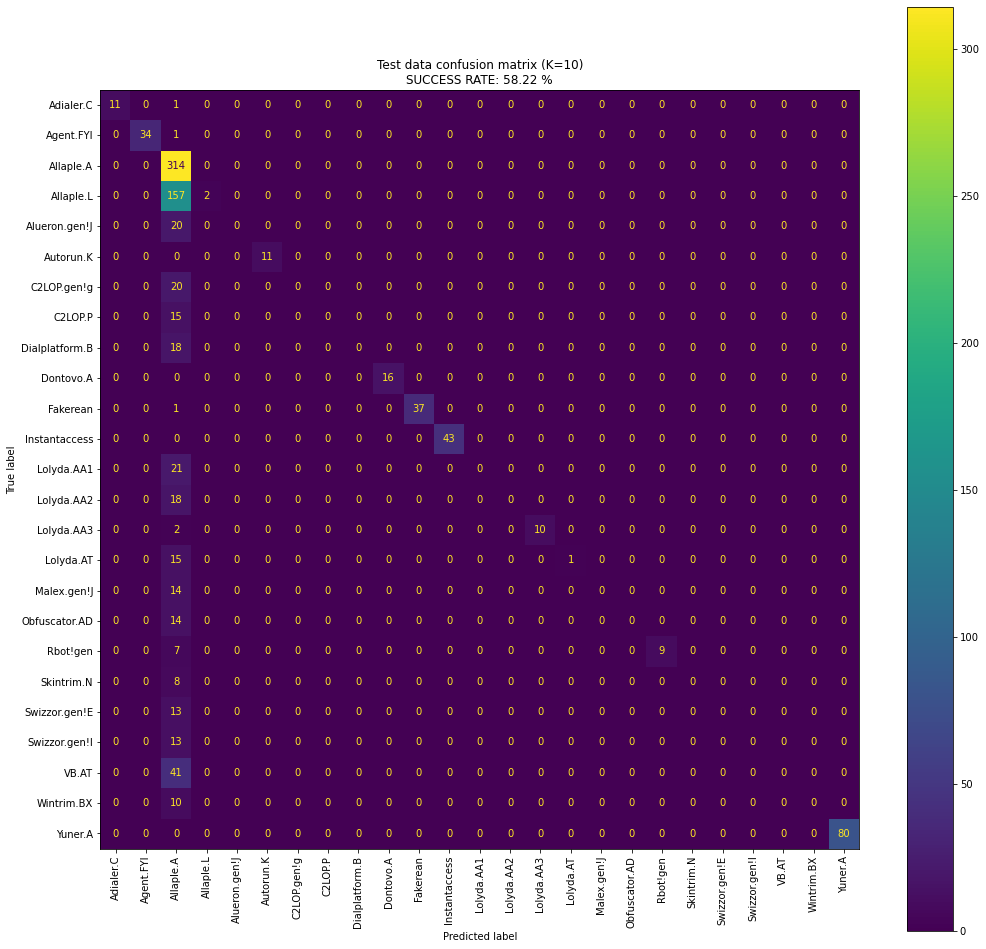 Test data confusion matrix (K=10)
SUCCESS RATE: 58.22 %
Adialer.C 11 0 1 0 0 0 0 0 0 0 0 0 0 0 0 0 0 0 0 0 0 0 0 0 0
Agent.FYI 0 34 1 0 0 0 0 0 0 0 0 0 0 0 0 0 0 0 0 0 0 0 0 0 0
Allaple.A 0 0 314 0 0 0 0 0 0 0 0 0 0 0 0 0 0 0 0 0 0 0 0 0 0
Allaple.L 0 0 157 2 0 0 0 0 0 0 0 0 0 0 0 0 0 0 0 0 0 0 0 0 0
Alueron.gen!J 0 0 20 0 0 0 0 0 0 0 0 0 0 0 0 0 0 0 0 0 0 0 0 0 0
Autorun.K 0 0 0 0 0 11 0 0 0 0 0 0 0 0 0 0 0 0 0 0 0 0 0 0 0
C2LOP.gen!g 0 0 20 0 0 0 0 0 0 0 0 0 0 0 0 0 0 0 0 0 0 0 0 0 0
C2LOP.P 0 0 15 0 0 0 0 0 0 0 0 0 0 0 0 0 0 0 0 0 0 0 0 0 0
Dialplatform.B 0 0 18 0 0 0 0 0 0 0 0 0 0 0 0 0 0 0 0 0 0 0 0 0 0
Dontovo.A 0 0 0 0 0 0 0 0 0 16 0 0 0 0 0 0 0 0 0 0 0 0 0 0 0
Fakerean 0 0 1 0 0 0 0 0 0 0 37 0 0 0 0 0 0 0 0 0 0 0 0 0 0
Instantaccess 0 0 0 0 0 0 0 0 0 0 0 43 0 0 0 0 0 0 0 0 0 0 0 0 0
Lolyda.AA1 0 0 21 0 0 0 0 0 0 0 0 0 0 0 0 0 0 0 0 0 0 0 0 0 0
Lolyda.AA2 0 0 18 0 0 0 0 0 0 0 0 0 0 0 0 0 0 0 0 0 0 0 0 0 0
Lolyda.AA3 0 0 2 0 0 0 0 0 0 0 0 0 0 0 10 0 0 0 0 0 0 0 0 0 0
Lolyda.AT 0 0 15 0 0 0 0 0 0 0 0 0 0 0 0 1 0 0 0 0 0 0 0 0 0
Malex.gen!J 0 0 14 0 0 0 0 0 0 0 0 0 0 0 0 0 0 0 0 0 0 0 0 0 0
Obfuscator.AD 0 0 14 0 0 0 0 0 0 0 0 0 0 0 0 0 0 0 0 0 0 0 0 0 0
Rbot!gen 0 0 7 0 0 0 0 0 0 0 0 0 0 0 0 0 0 0 9 0 0 0 0 0 0
Skintrim.N 0 0 8 0 0 0 0 0 0 0 0 0 0 0 0 0 0 0 0 0 0 0 0 0 0
Swizzor.gen!E 0 0 13 0 0 0 0 0 0 0 0 0 0 0 0 0 0 0 0 0 0 0 0 0 0
Swizzor.gen!I 0 0 13 0 0 0 0 0 0 0 0 0 0 0 0 0 0 0 0 0 0 0 0 0 0
VB.AT 0 0 41 0 0 0 0 0 0 0 0 0 0 0 0 0 0 0 0 0 0 0 0 0 0
Wintrim.BX 0 0 10 0 0 0 0 0 0 0 0 0 0 0 0 0 0 0 0 0 0 0 0 0 0
Yuner.A 0 0 0 0 0 0 0 0 0 0 0 0 0 0 0 0 0 0 0 0 0 0 0 0 80
True label
Adialer.C
Agent.FYI
Allaple.A
Allaple.L
Alueron.gen!J
Autorun.K
C2LOP.gen!g
C2LOP.P
Dialplatform.B
Dontovo.A
Fakerean
Instantaccess
Lolyda.AA1
Lolyda.AA2
Lolyda.AA3
Lolyda.AT
Malex.gen!J
Obfuscator.AD
Rbot!gen
Skintrim.N
Swizzor.gen!E
Swizzor.gen!I
VB.AT
Wintrim.BX
Yuner.A
Predicted label
300
250
200
150
100
50
0